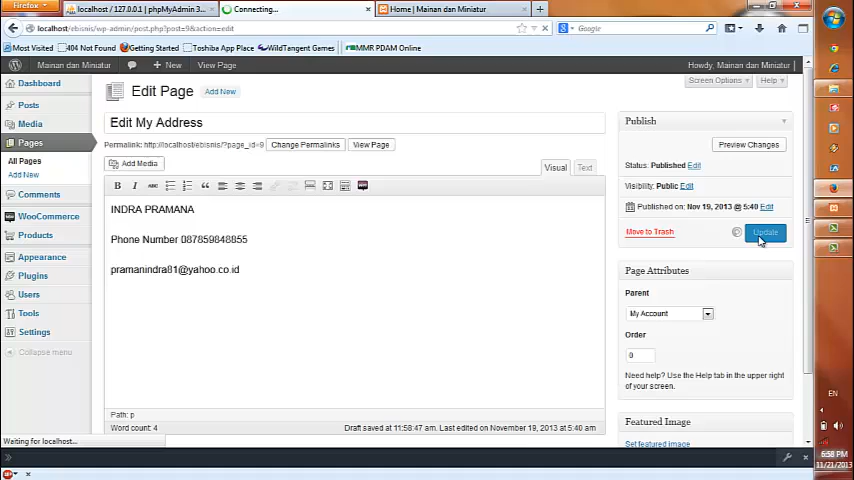 Firefox
localhost / 127.0.0.1 | phpMyAdmin 3....
Connecting...
Home | Mainan dan Miniatur
localhost/ebisnis/wp-admin/post.php?post=9&action=edit
Google
Most Visited
404 Not Found
Getting Started
Toshiba App Place
WildTangent Games
MMR PDAM Online
Mainan dan Miniatur
+ New
View Page
Howdy, Mainan dan Miniatur
Screen Options
Help
Dashboard
Posts
Media
Pages
All Pages
Add New
Comments
WooCommerce
Products
Appearance
Plugins
Users
Tools
Settings
Collapse menu
Edit Page
Add New
Edit My Address
Permalink: http://localhost/ebisnis/?page_id=9
Change Permalinks
View Page
Add Media
Visual
Text
B I ABC
INDRA PRAMANA
Phone Number 087859848855
pramanindra81@yahoo.co.id
Path: p
Word count: 4
Draft saved at 11:58:47 am. Last edited on November 19, 2013 at 5:40 am
Publish
Preview Changes
Status: Published Edit
Visibility: Public Edit
Published on: Nov 19, 2013 @ 5:40 Edit
Move to Trash
Update
Page Attributes
Parent
My Account
Order
0
Need help? Use the Help tab in the upper right
of your screen.
Featured Image
Set featured image
Waiting for localhost...
EN
6:58 PM
11/21/2013